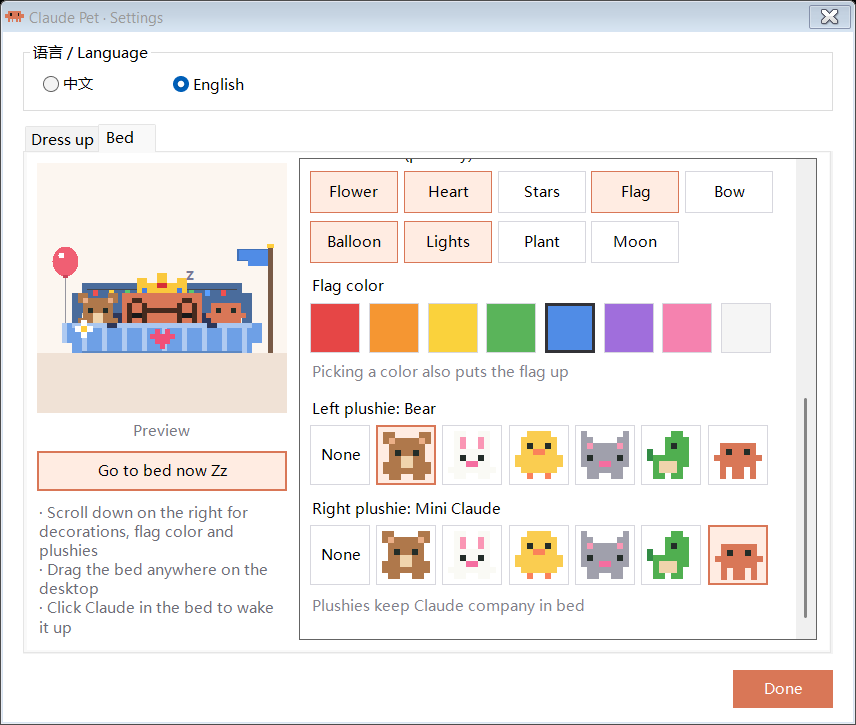 Claude Pet · Settings
语言 / Language
中文
English
Dress up
Bed
z
Preview
Go to bed now Zz
· Scroll down on the right for
decorations, flag color and
plushies
· Drag the bed anywhere on the
desktop
· Click Claude in the bed to wake
it up
Flower
Heart
Stars
Flag
Bow
Balloon
Lights
Plant
Moon
Flag color
Picking a color also puts the flag up
Left plushie: Bear
None
Right plushie: Mini Claude
None
Plushies keep Claude company in bed
Done